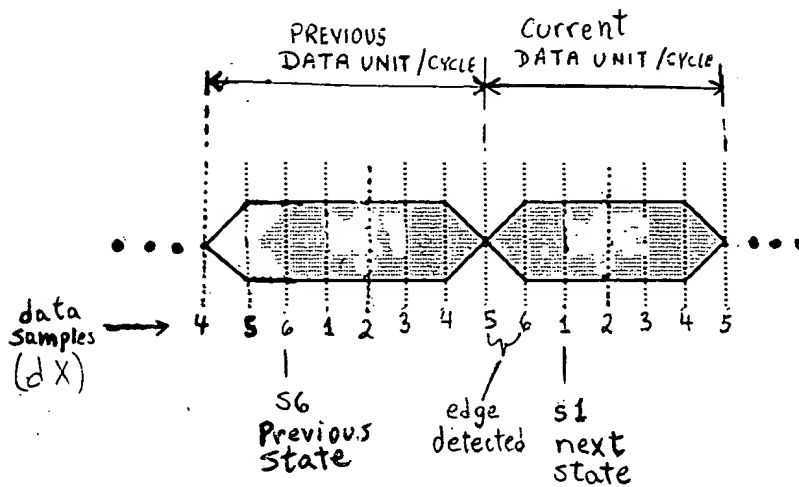 PREVIOUS
DATA UNIT/CYCLE
Current
DATA UNIT/CYCLE
data
samples
(dX)
4 5 6 1 2 3 4 5 6 1 2 3 4 5
S6
Previous
state
edge
detected
s1
next
state